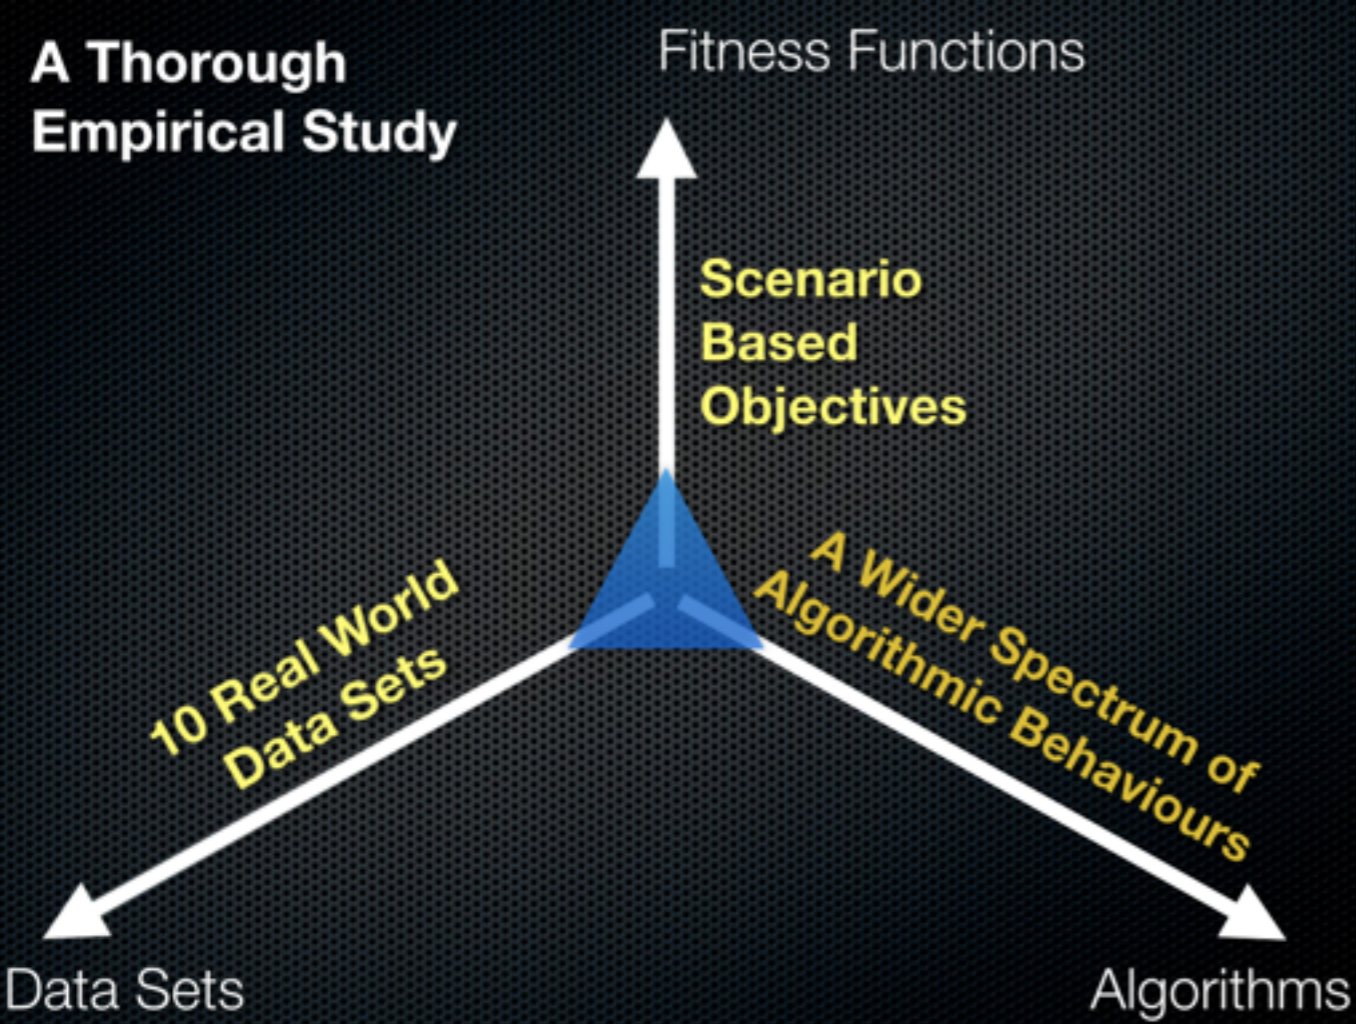 A Thorough
Empirical Study
Fitness Functions
Scenario
Based
Objectives
10 Real World
Data Sets
A Wider Spectrum of
Algorithmic Behaviours
Data Sets
Algorithms